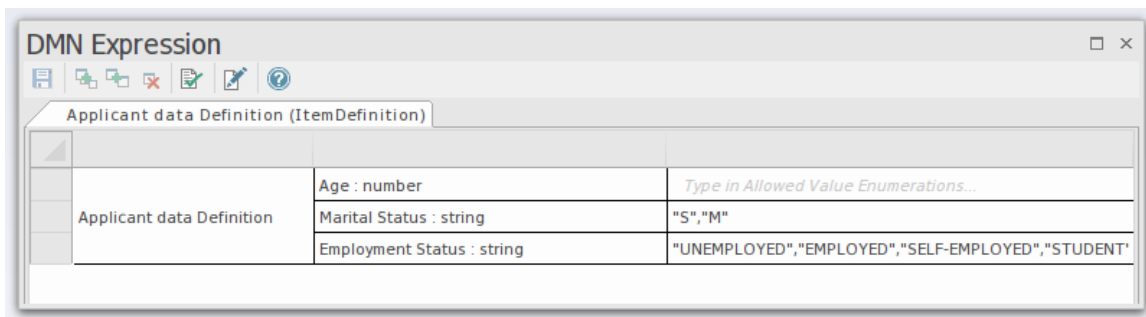 DMN Expression
Applicant data Definition (ItemDefinition)
Age : number
Type in Allowed Value Enumerations...
Applicant data Definition
Marital Status : string
"S","M"
Employment Status : string
"UNEMPLOYED","EMPLOYED","SELF-EMPLOYED","STUDENT"